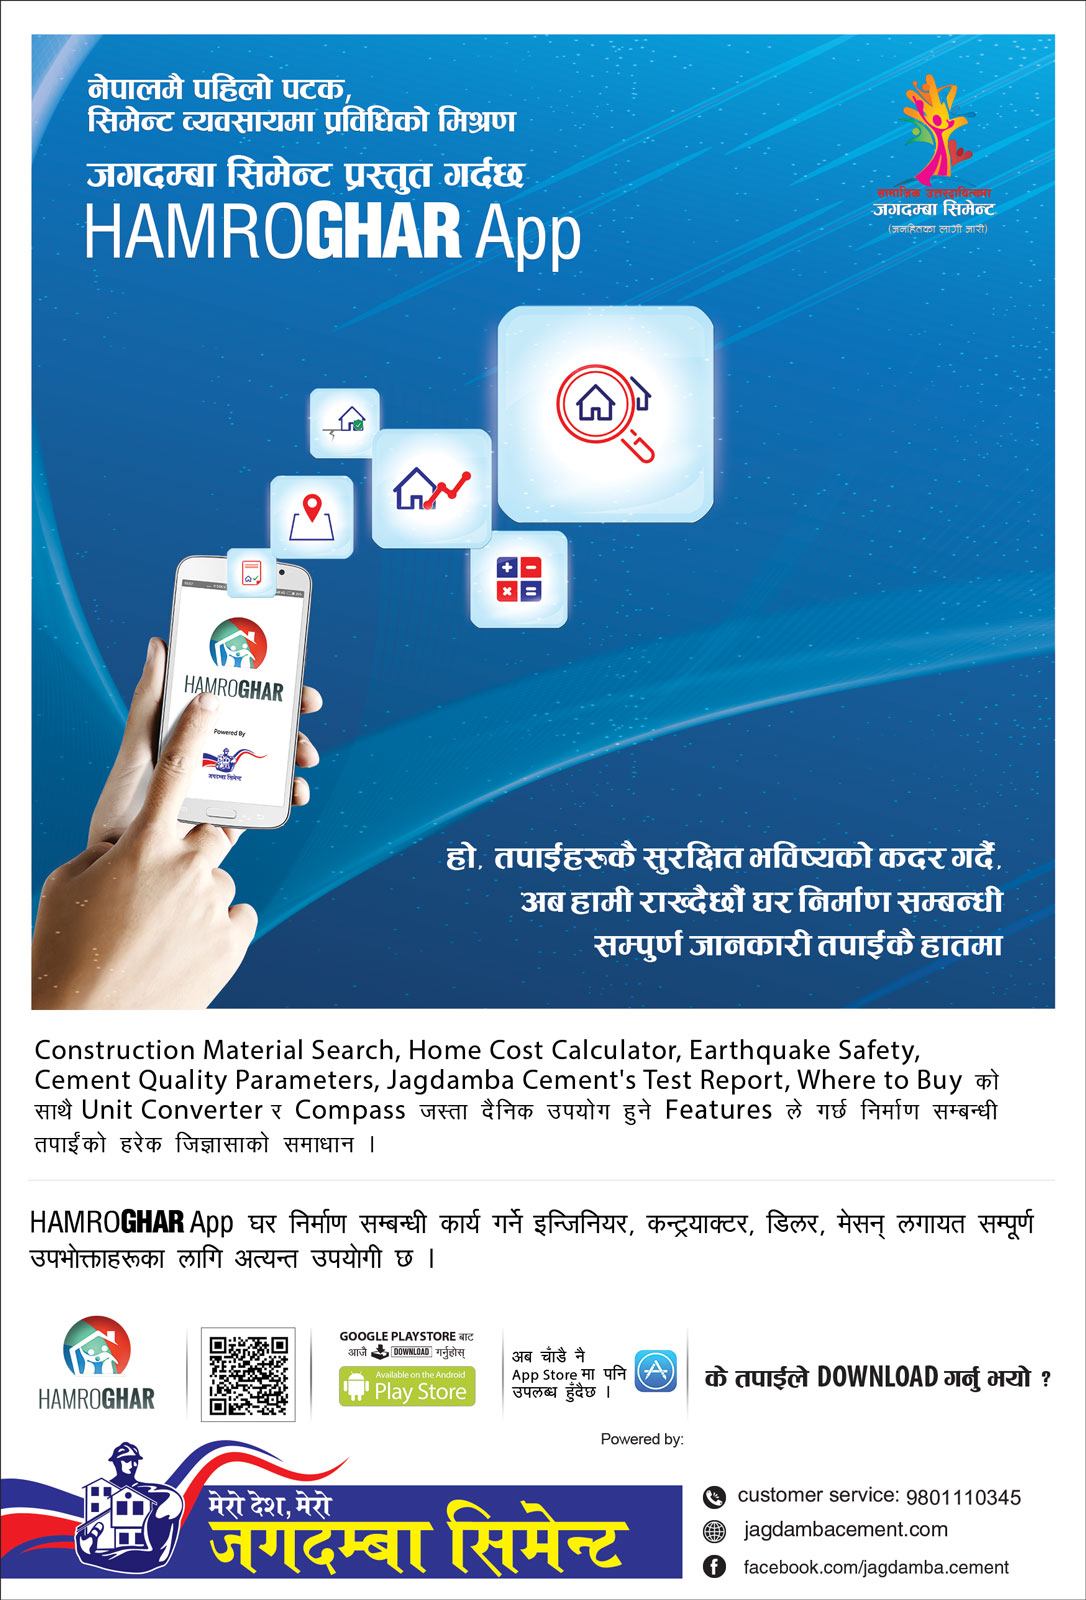 नेपालमै पहिलो पटक,
सिमेन्ट व्यवसायमा प्रविधिको मिश्रण
जगदम्बा सिमेन्ट प्रस्तुत गर्दछ
HAMROGHAR App
सामाजिक उत्तरदायित्वमा
जगदम्बा सिमेन्ट
(जनहितका लागी जारी)
HAMROGHAR
Powered By
जगदम्बा सिमेन्ट
हो, तपाईहरूकै सुरक्षित भविष्यको कदर गर्दै,
अब हामी राख्दैछौं घर निर्माण सम्बन्धी
सम्पुर्ण जानकारी तपाईकै हातमा
Construction Material Search, Home Cost Calculator, Earthquake Safety,
Cement Quality Parameters, Jagdamba Cement's Test Report, Where to Buy को
साथै Unit Converter र Compass जस्ता दैनिक उपयोग हुने Features ले गर्छ निर्माण सम्बन्धी
तपाईंको हरेक जिज्ञासाको समाधान ।
HAMROGHAR App घर निर्माण सम्बन्धी कार्य गर्ने इन्जिनियर, कन्ट्रयाक्टर, डिलर, मेसन् लगायत सम्पूर्ण
उपभोक्ताहरूका लागि अत्यन्त उपयोगी छ ।
HAMROGHAR
GOOGLE PLAYSTORE बाट
आजै DOWNLOAD गर्नुहोस्
Available on the Android
Play Store
अब चाँडै नै
App Store मा पनि
उपलब्ध हुँदैछ ।
के तपाईले DOWNLOAD गर्नु भयो ?
Powered by:
मेरो देश, मेरो
जगदम्बा सिमेन्ट
customer service: 9801110345
jagdambacement.com
facebook.com/jagdamba.cement